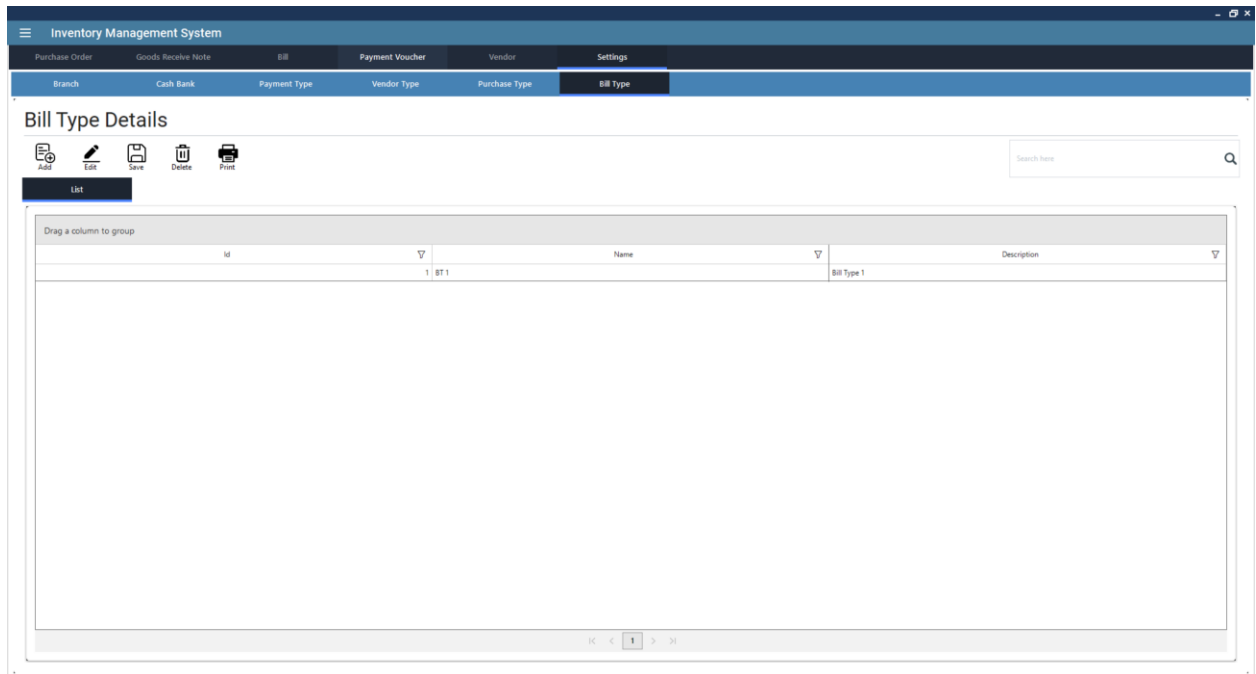 Inventory Management System
Purchase Order Goods Receive Note Bill Payment Voucher Vendor Settings
Branch Cash Bank Payment Type Vendor Type Purchase Type Bill Type
Bill Type Details
Add Edit Save Delete Print
Search here
List
Drag a column to group
Id Name Description
1 BT 1 Bill Type 1
1